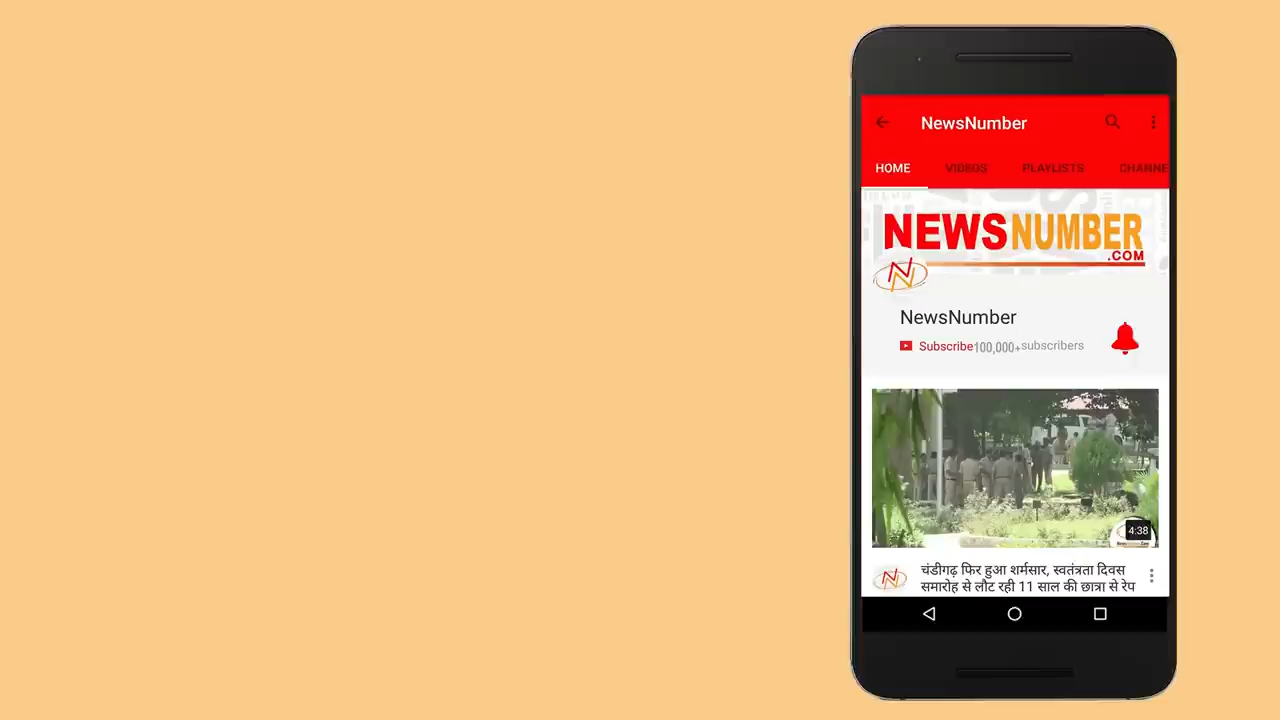 NewsNumber
HOME VIDEOS PLAYLISTS CHANNE
NEWSNUMBER
.COM
NewsNumber
Subscribe 100,000+ subscribers
4:38
चंडीगढ़ फिर हुआ शर्मसार, स्वतंत्रता दिवस
समारोह से लौट रही 11 साल की छात्रा से रेप